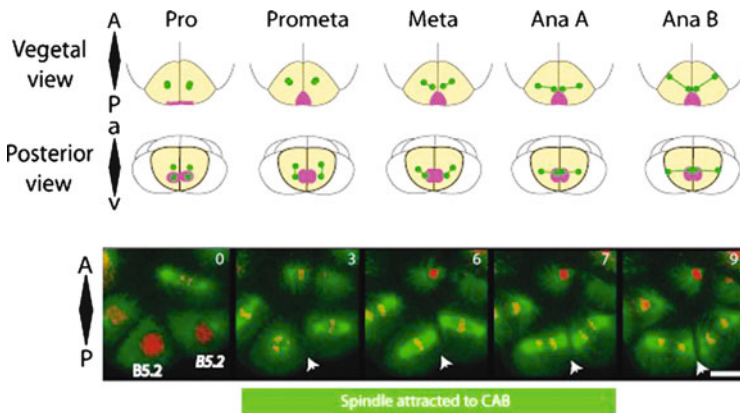 Pro Prometa Meta Ana A Ana B
A
Vegetal view
P
a
Posterior view
v
A
P
0 3 6 7 9
B5.2 B5.2
Spindle attracted to CAB